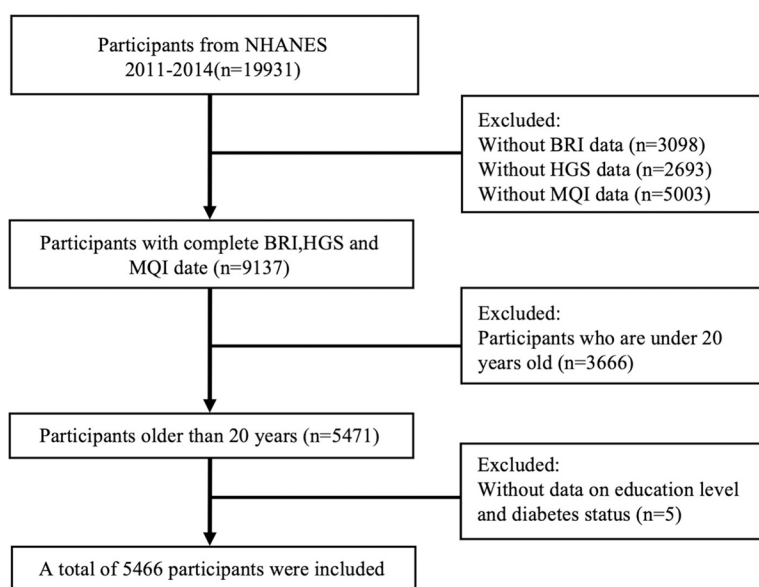 Participants from NHANES
2011-2014(n=19931)
Excluded:
Without BRI data (n=3098)
Without HGS data (n=2693)
Without MQI data (n=5003)
Participants with complete BRI,HGS and
MQI date (n=9137)
Excluded:
Participants who are under 20
years old (n=3666)
Participants older than 20 years (n=5471)
Excluded:
Without data on education level
and diabetes status (n=5)
A total of 5466 participants were included